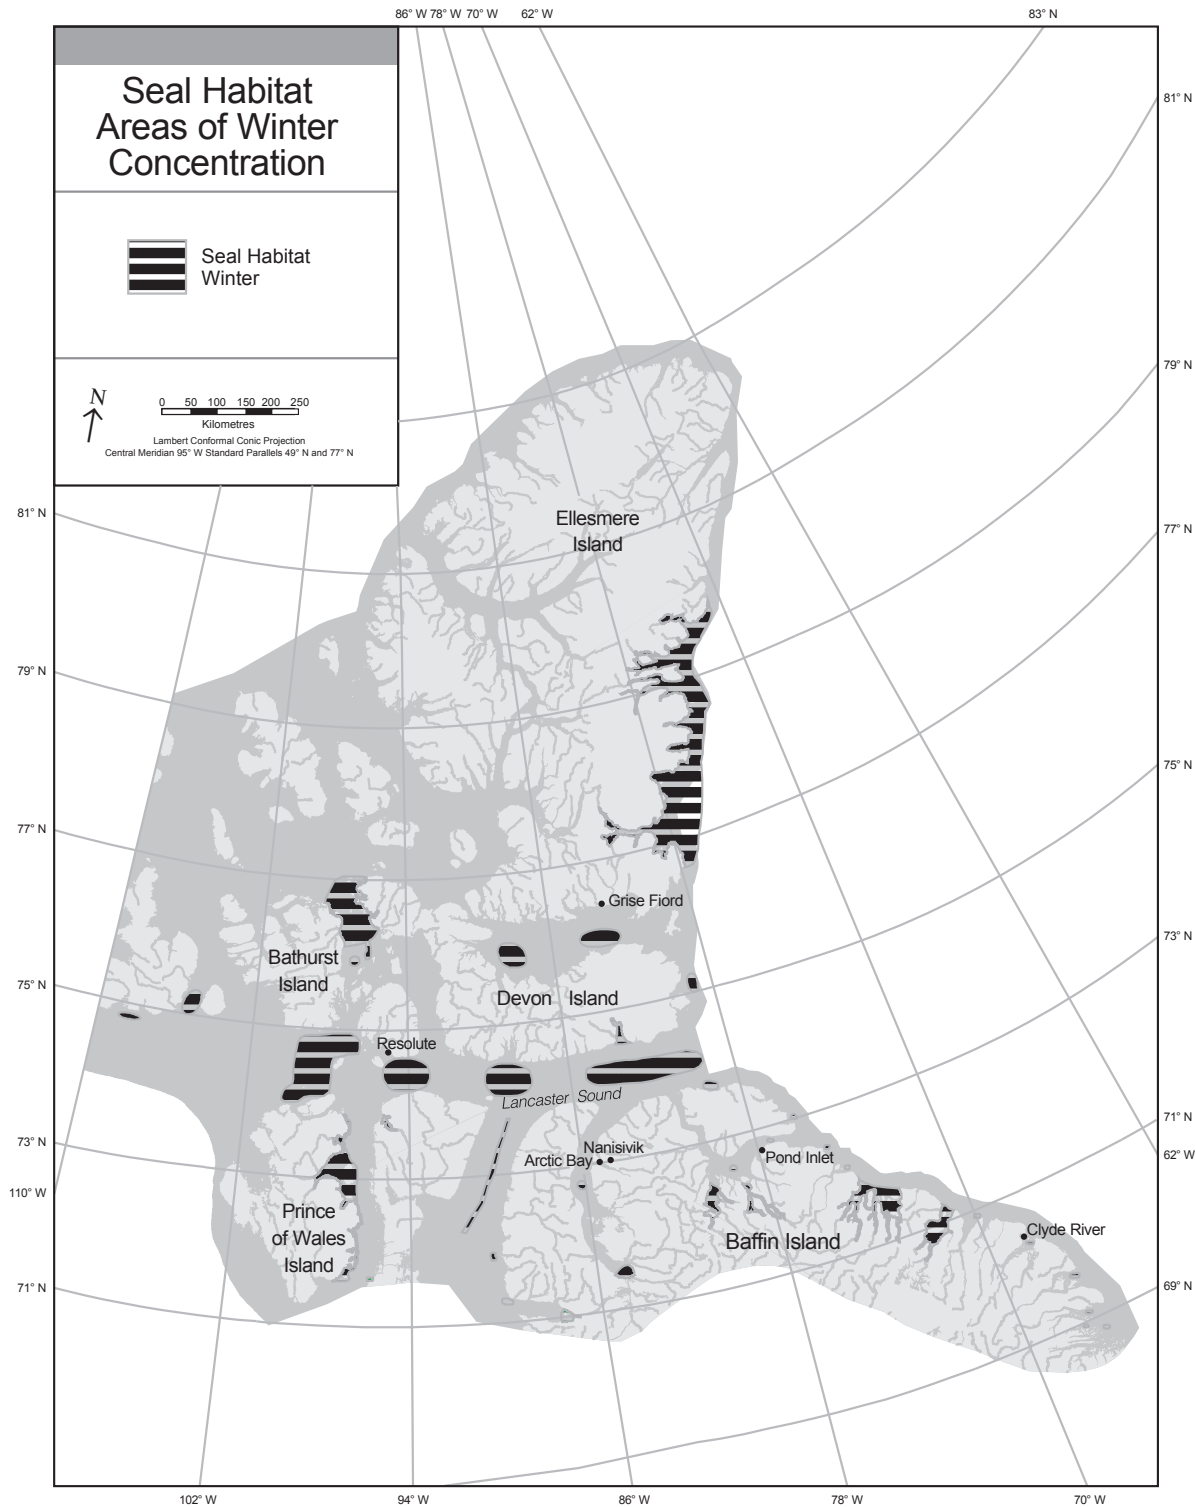 86° W 78° W 70° W 62° W 83° N
Seal Habitat
Areas of Winter
Concentration
81° N
Seal Habitat
Winter
79° N
N
0 50 100 150 200 250
Kilometres
Lambert Conformal Conic Projection
Central Meridian 95° W Standard Parallels 49° N and 77° N
81° N
Ellesmere
Island
77° N
79° N
75° N
77° N
Grise Fiord
73° N
Bathurst
Island
75° N
Devon Island
Resolute
Lancaster Sound
71° N
73° N
Nanisivik
Arctic Bay
Pond Inlet
62° W
110° W
Prince
of Wales
Island
Baffin Island
Clyde River
71° N
69° N
102° W 94° W 86° W 78° W 70° W